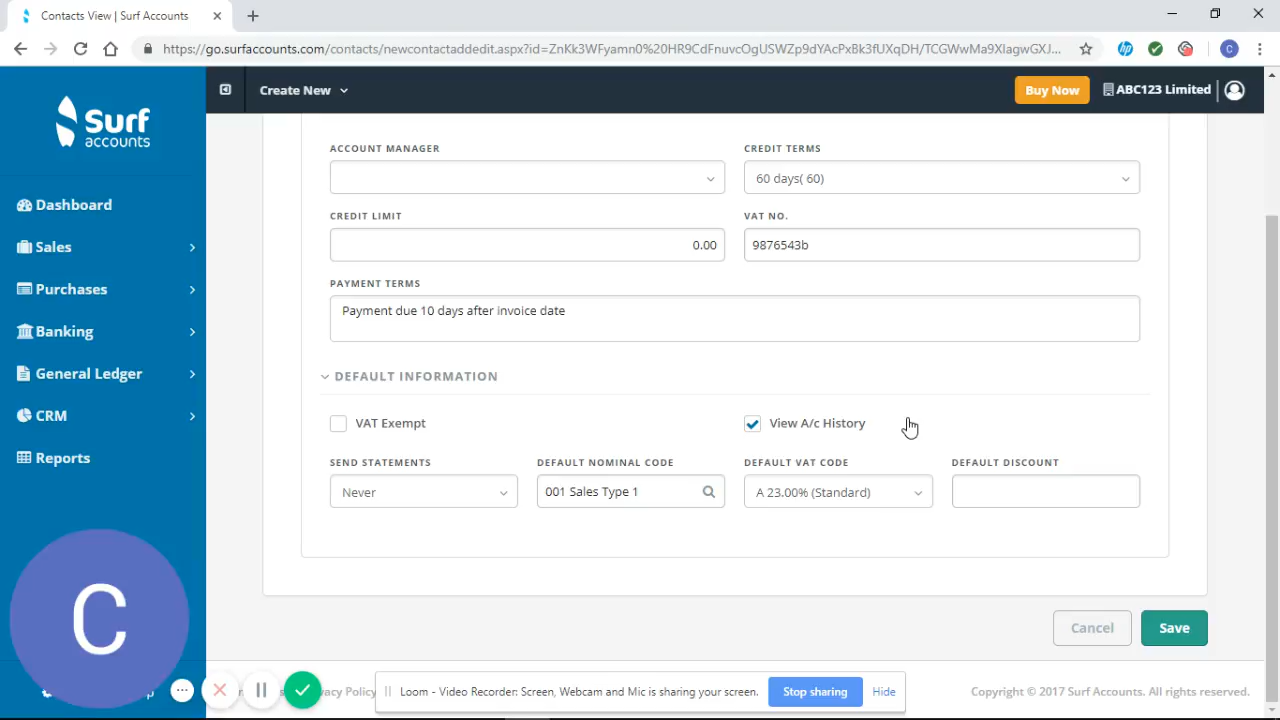 Contacts View | Surf Accounts
https://go.surfaccounts.com/contacts/newcontactaddedit.aspx?id=ZnKk3WFyamn0%20HR9CdFnuvcOgUSWZp9dYAcPxBk3fUXqDH/TCGWwMa9XIagwGXJ...
C
Surf
accounts
Create New
Buy Now
ABC123 Limited
Dashboard
Sales
Purchases
Banking
General Ledger
CRM
Reports
ACCOUNT MANAGER
CREDIT TERMS
60 days( 60)
CREDIT LIMIT
VAT NO.
0.00
9876543b
PAYMENT TERMS
Payment due 10 days after invoice date
DEFAULT INFORMATION
VAT Exempt
View A/c History
SEND STATEMENTS
DEFAULT NOMINAL CODE
DEFAULT VAT CODE
DEFAULT DISCOUNT
Never
001 Sales Type 1
A 23.00% (Standard)
Cancel
Save
C
Policy
Loom - Video Recorder: Screen, Webcam and Mic is sharing your screen.
Stop sharing
Hide
Copyright © 2017 Surf Accounts. All rights reserved.